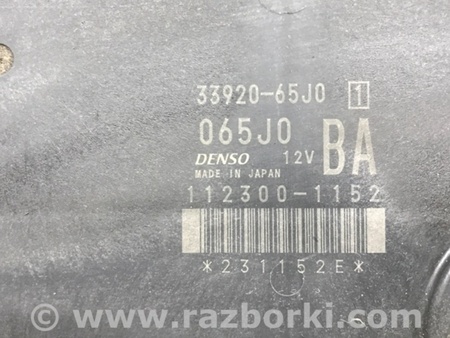 33920-65J0 1
065J0 BA
DENSO 12V
MADE IN JAPAN
112300-1152
*231152E*
www.razborki.com